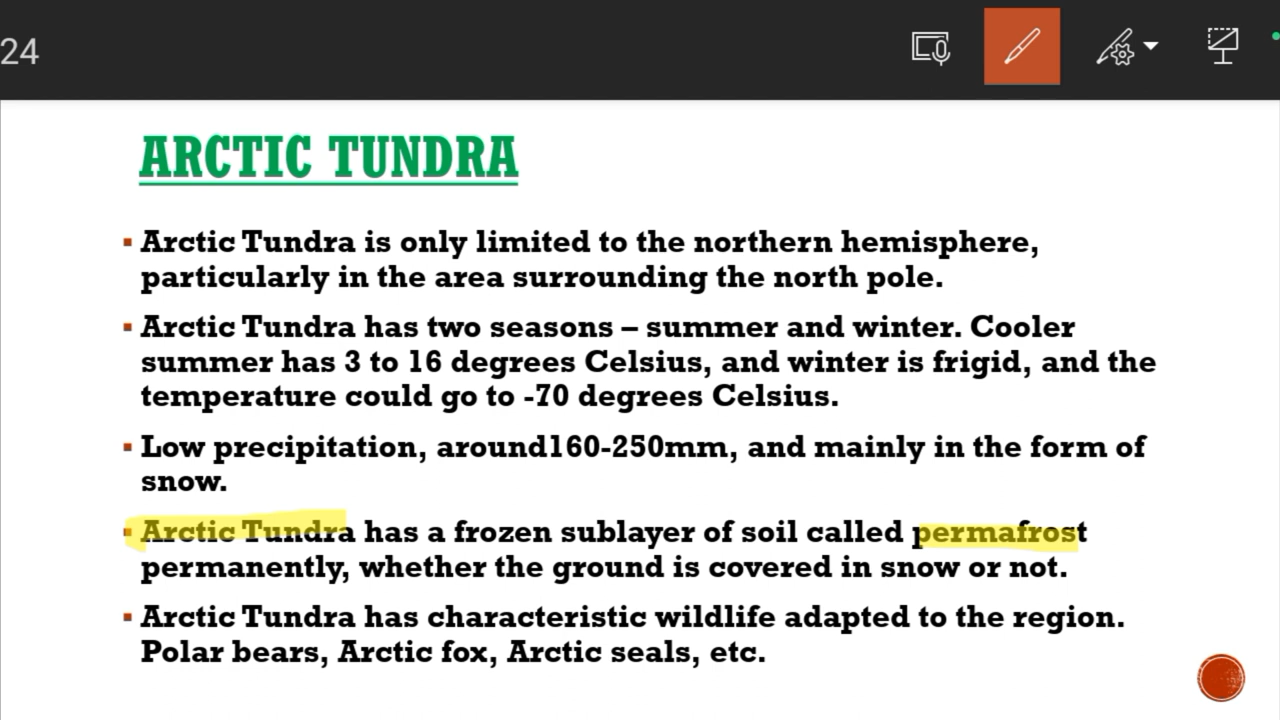 24
ARCTIC TUNDRA
▪ Arctic Tundra is only limited to the northern hemisphere,
particularly in the area surrounding the north pole.
▪ Arctic Tundra has two seasons – summer and winter. Cooler
summer has 3 to 16 degrees Celsius, and winter is frigid, and the
temperature could go to -70 degrees Celsius.
▪ Low precipitation, around160-250mm, and mainly in the form of
snow.
▪ Arctic Tundra has a frozen sublayer of soil called permafrost
permanently, whether the ground is covered in snow or not.
▪ Arctic Tundra has characteristic wildlife adapted to the region.
Polar bears, Arctic fox, Arctic seals, etc.